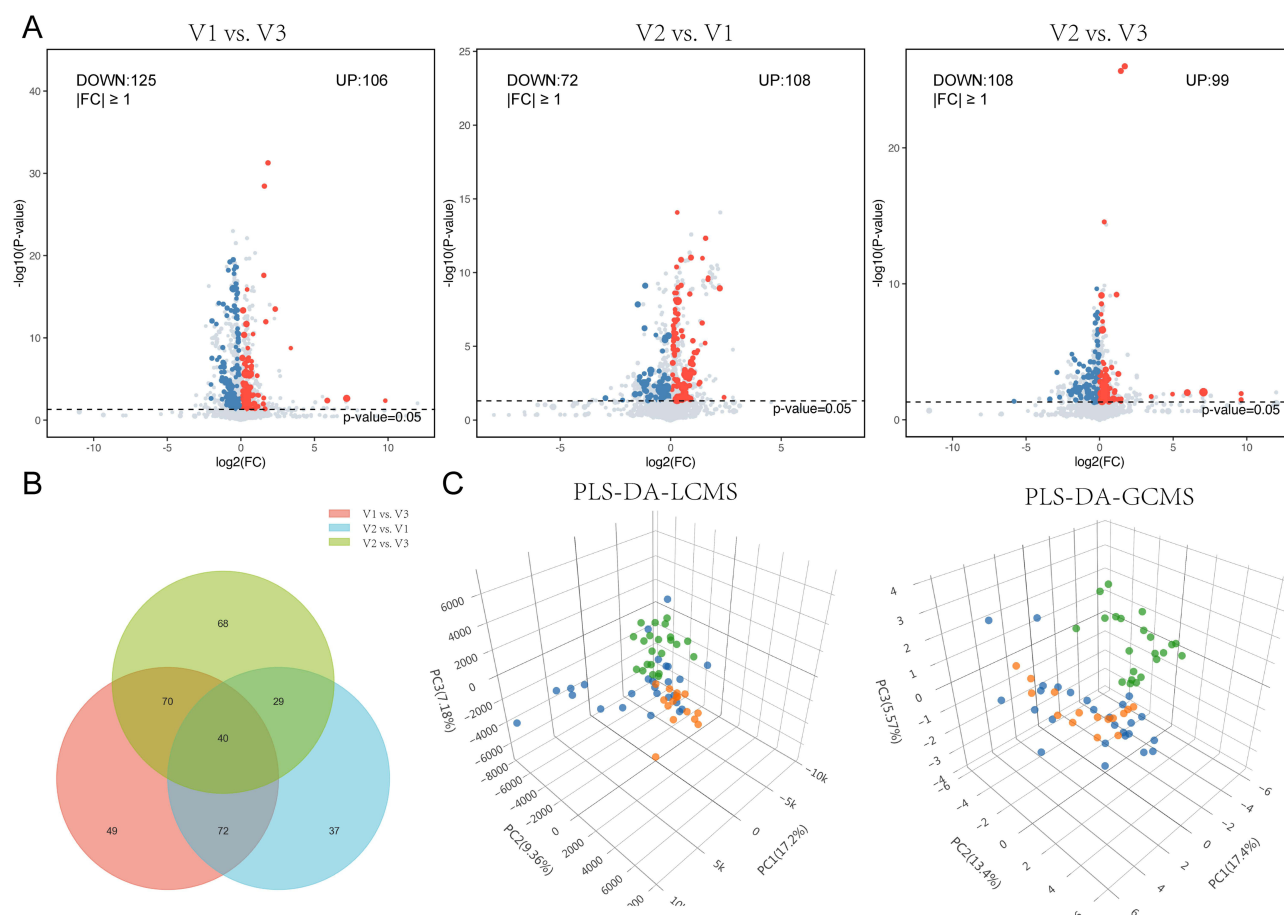 A
V1 vs. V3
V2 vs. V1
V2 vs. V3
DOWN:125
UP:106
|FC| ≥ 1
-log10(P-value)
40
30
20
10
0
p-value=0.05
-10
-5
0
5
10
log2(FC)
DOWN:72
UP:108
|FC| ≥ 1
-log10(P-value)
25
20
15
10
5
0
p-value=0.05
-5
0
5
log2(FC)
DOWN:108
UP:99
|FC| ≥ 1
-log10(P-value)
20
10
0
p-value=0.05
-10
-5
0
5
10
log2(FC)
B
V1 vs. V3
V2 vs. V1
V2 vs. V3
68
70
29
40
49
72
37
C
PLS-DA-LCMS
6000
4000
2000
0
−2000
−4000
−6000
−8000
PC3(7.18%)
−6000
−4000
−2000
0
2000
4000
6000
PC2(9.36%)
−10k
−5k
0
5k
PC1(17.2%)
PLS-DA-GCMS
4
3
2
1
0
−1
−2
−3
−4
PC3(5.57%)
−6
−4
−2
0
2
4
6
PC2(13.4%)
−6
−4
−2
0
2
4
6
PC1(17.4%)